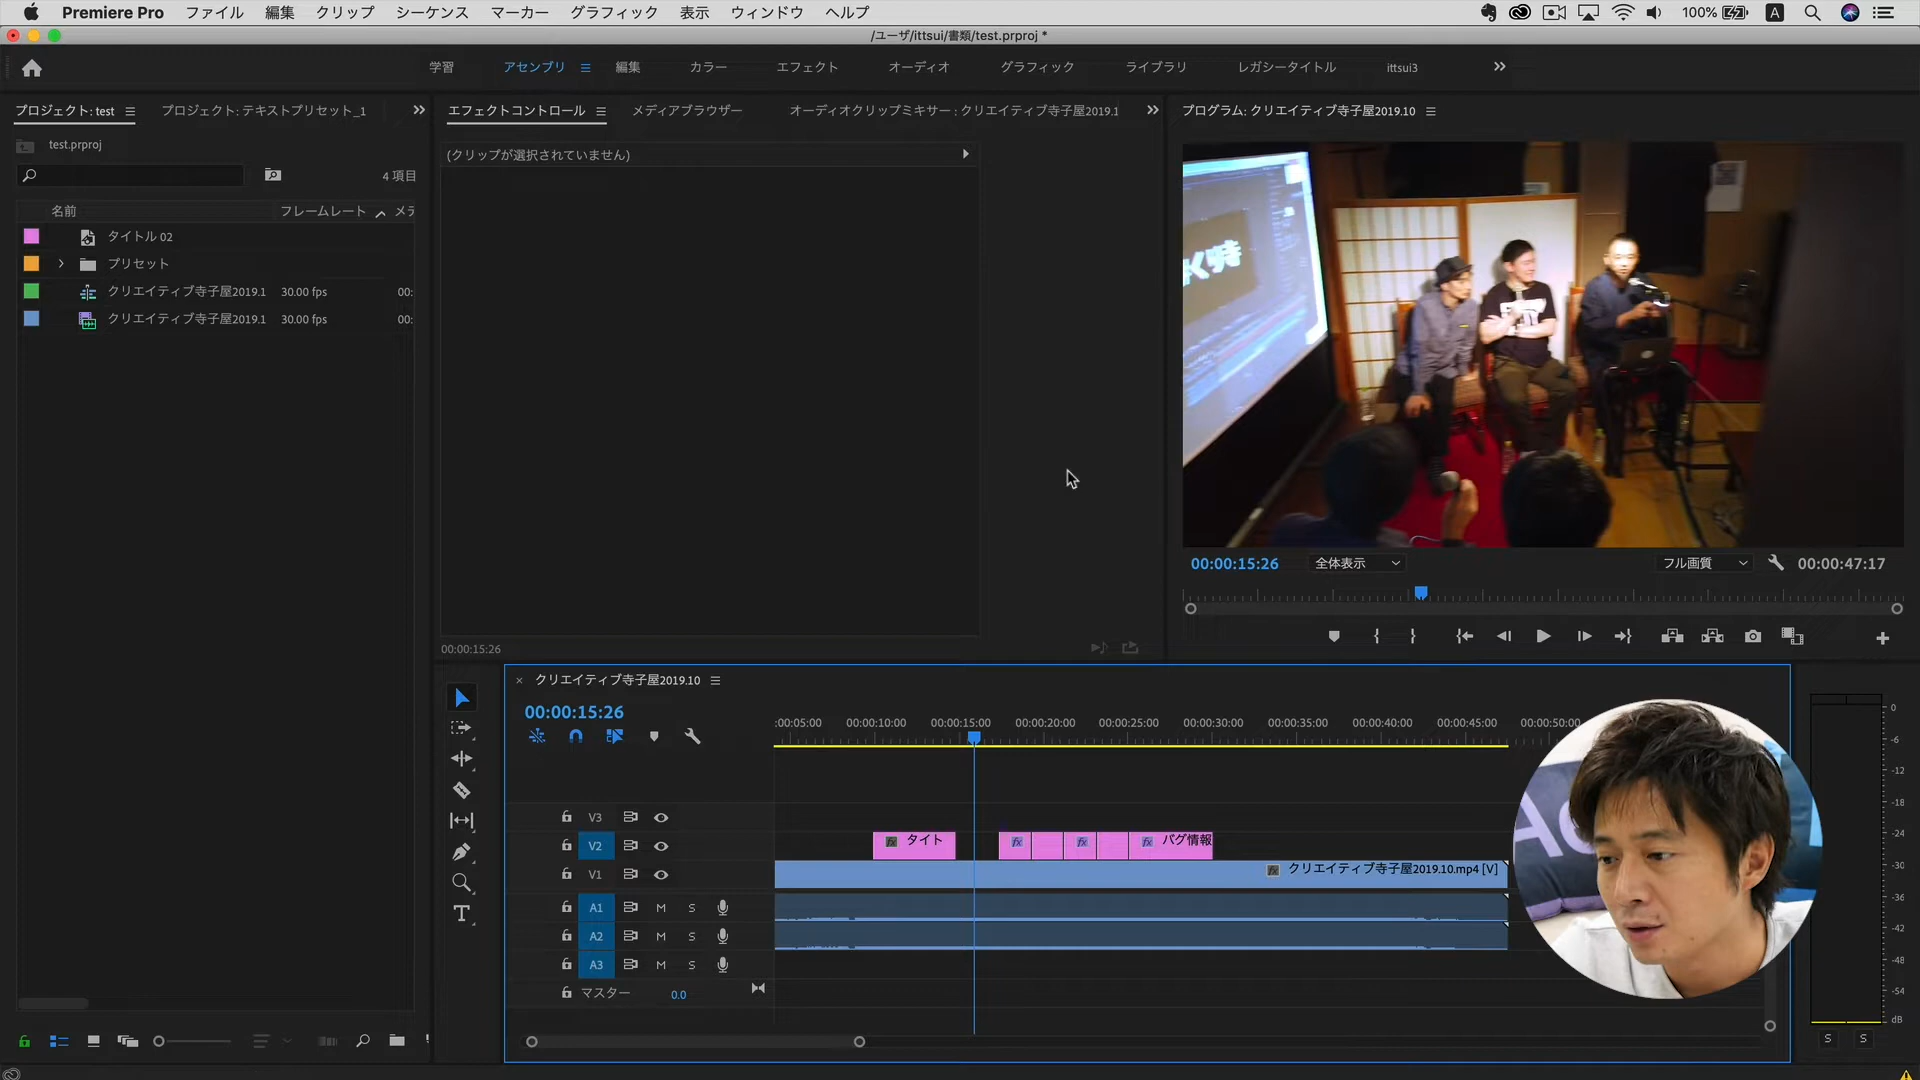 Premiere Pro ファイル 編集 クリップ シーケンス マーカー グラフィック 表示 ウィンドウ ヘルプ 100% A
/ユーザ/ittsui/書類/test.prproj *
学習 アセンブリ 編集 カラー エフェクト オーディオ グラフィック ライブラリ レガシータイトル ittsui3
プロジェクト: test プロジェクト: テキストプリセット_1
エフェクトコントロール メディアブラウザー オーディオクリップミキサー : クリエイティブ寺子屋2019.1
プログラム: クリエイティブ寺子屋2019.10
test.prproj
(クリップが選択されていません)
4 項目
名前 フレームレート メデ
タイトル 02
プリセット
クリエイティブ寺子屋2019.1 30.00 fps 00:
クリエイティブ寺子屋2019.1 30.00 fps 00:
00:00:15:26 全体表示 フル画質 00:00:47:17
00:00:15:26
クリエイティブ寺子屋2019.10
00:00:15:26
:00:05:00 00:00:10:00 00:00:15:00 00:00:20:00 00:00:25:00 00:00:30:00 00:00:35:00 00:00:40:00 00:00:45:00 00:00:50:00
V3
V2 fx タイト fx fx fx バグ情報
V1 fx クリエイティブ寺子屋2019.10.mp4 [V]
A1 M S
A2 M S
A3 M S
マスター 0.0
0
-6
-12
-18
-24
-30
-36
-42
-48
-54
dB
S S